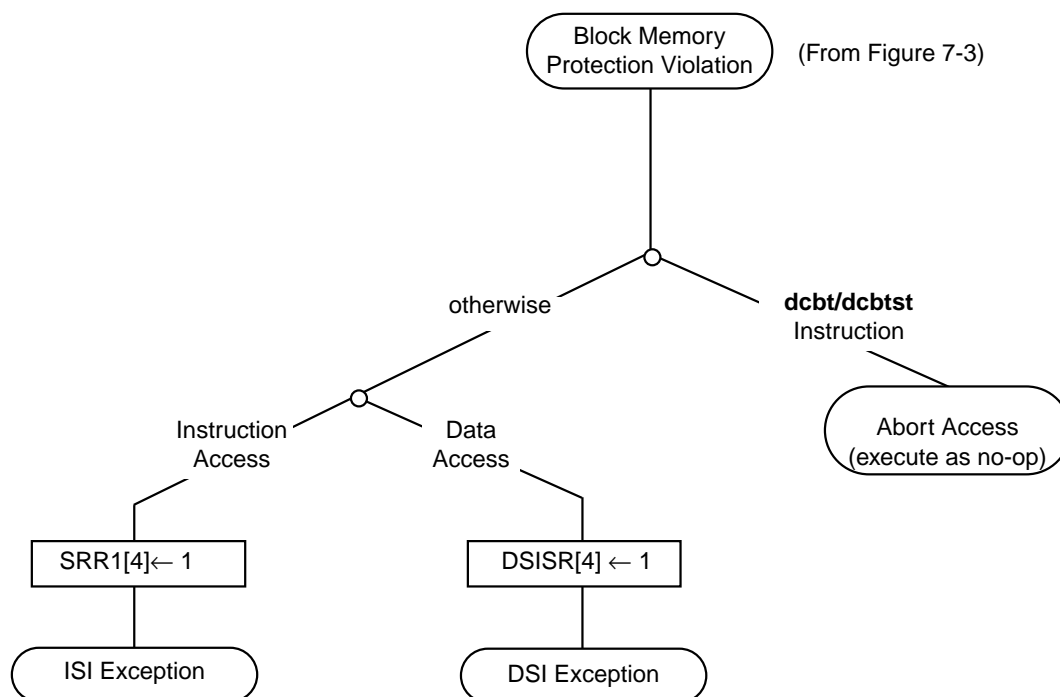 Block Memory
Protection Violation
(From Figure 7-3)
otherwise
dcbt/dcbtst
Instruction
Instruction
Access
Data
Access
Abort Access
(execute as no-op)
SRR1[4]← 1
DSISR[4] ← 1
ISI Exception
DSI Exception